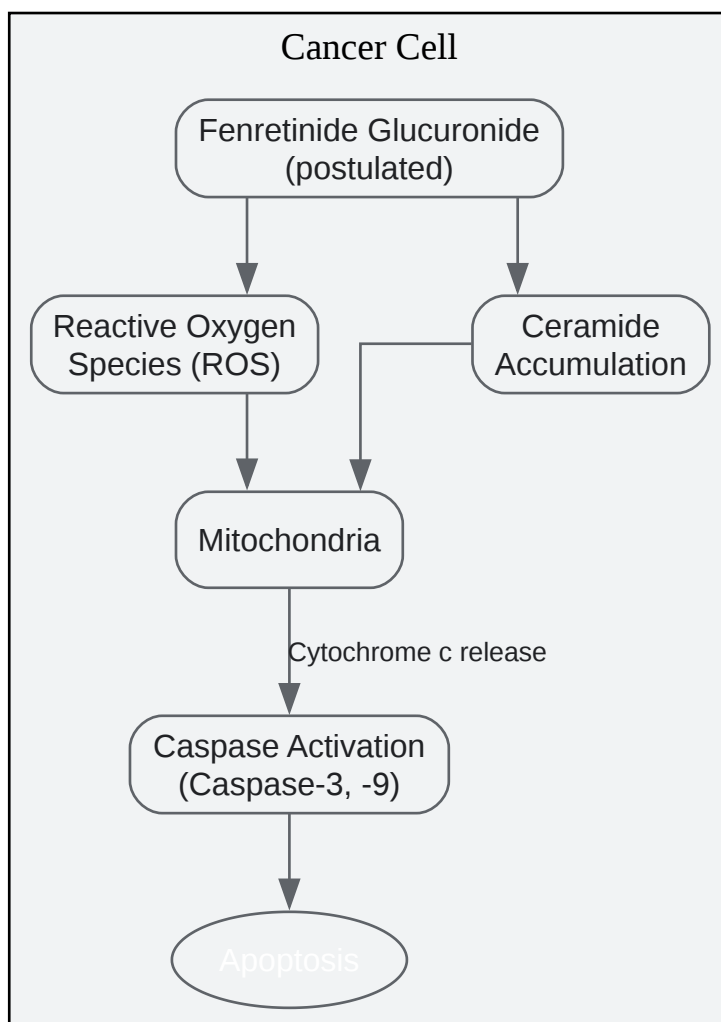 Cancer Cell
Fenretinide Glucuronide
(postulated)
Reactive Oxygen
Species (ROS)
Ceramide
Accumulation
Mitochondria
Cytochrome c release
Caspase Activation
(Caspase-3, -9)
Apoptosis